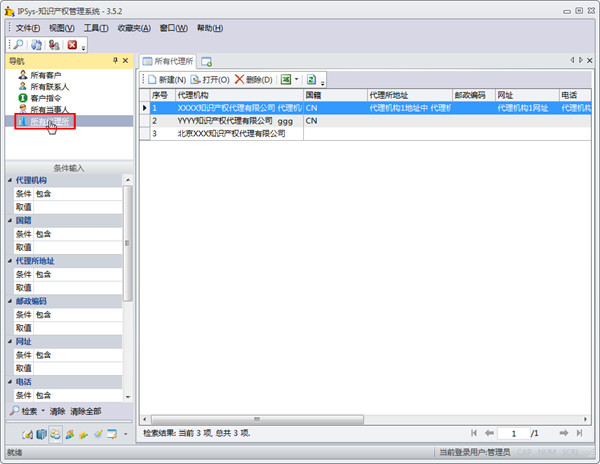 IPSys-知识产权管理系统 - 3.5.2
文件(F) 视图(V) 工具(T) 收藏夹(A) 窗口(W) 帮助(H)
导航
所有客户
所有联系人
客户指令
所有当事人
所有代理所
条件输入
代理机构
条件 包含
取值
国籍
条件 包含
取值
代理所地址
条件 包含
取值
邮政编码
条件 包含
取值
网址
条件 包含
取值
电话
条件 包含
取值
检索 清除 清除全部
所有代理所
新建(N) 打开(O) 删除(D)
序号 代理机构 国籍 代理所地址 邮政编码 网址 电话
1 XXXX知识产权代理有限公司 代理机 CN 代理机构1地址中 代理机 代理机构1网址 代理机构
2 YYYY知识产权代理有限公司 ggg CN
3 北京XXX知识产权代理有限公司
检索结果: 当前 3 项, 总共 3 项.
1 /1
就绪
当前登录用户:管理员 CAP NUM SCRL